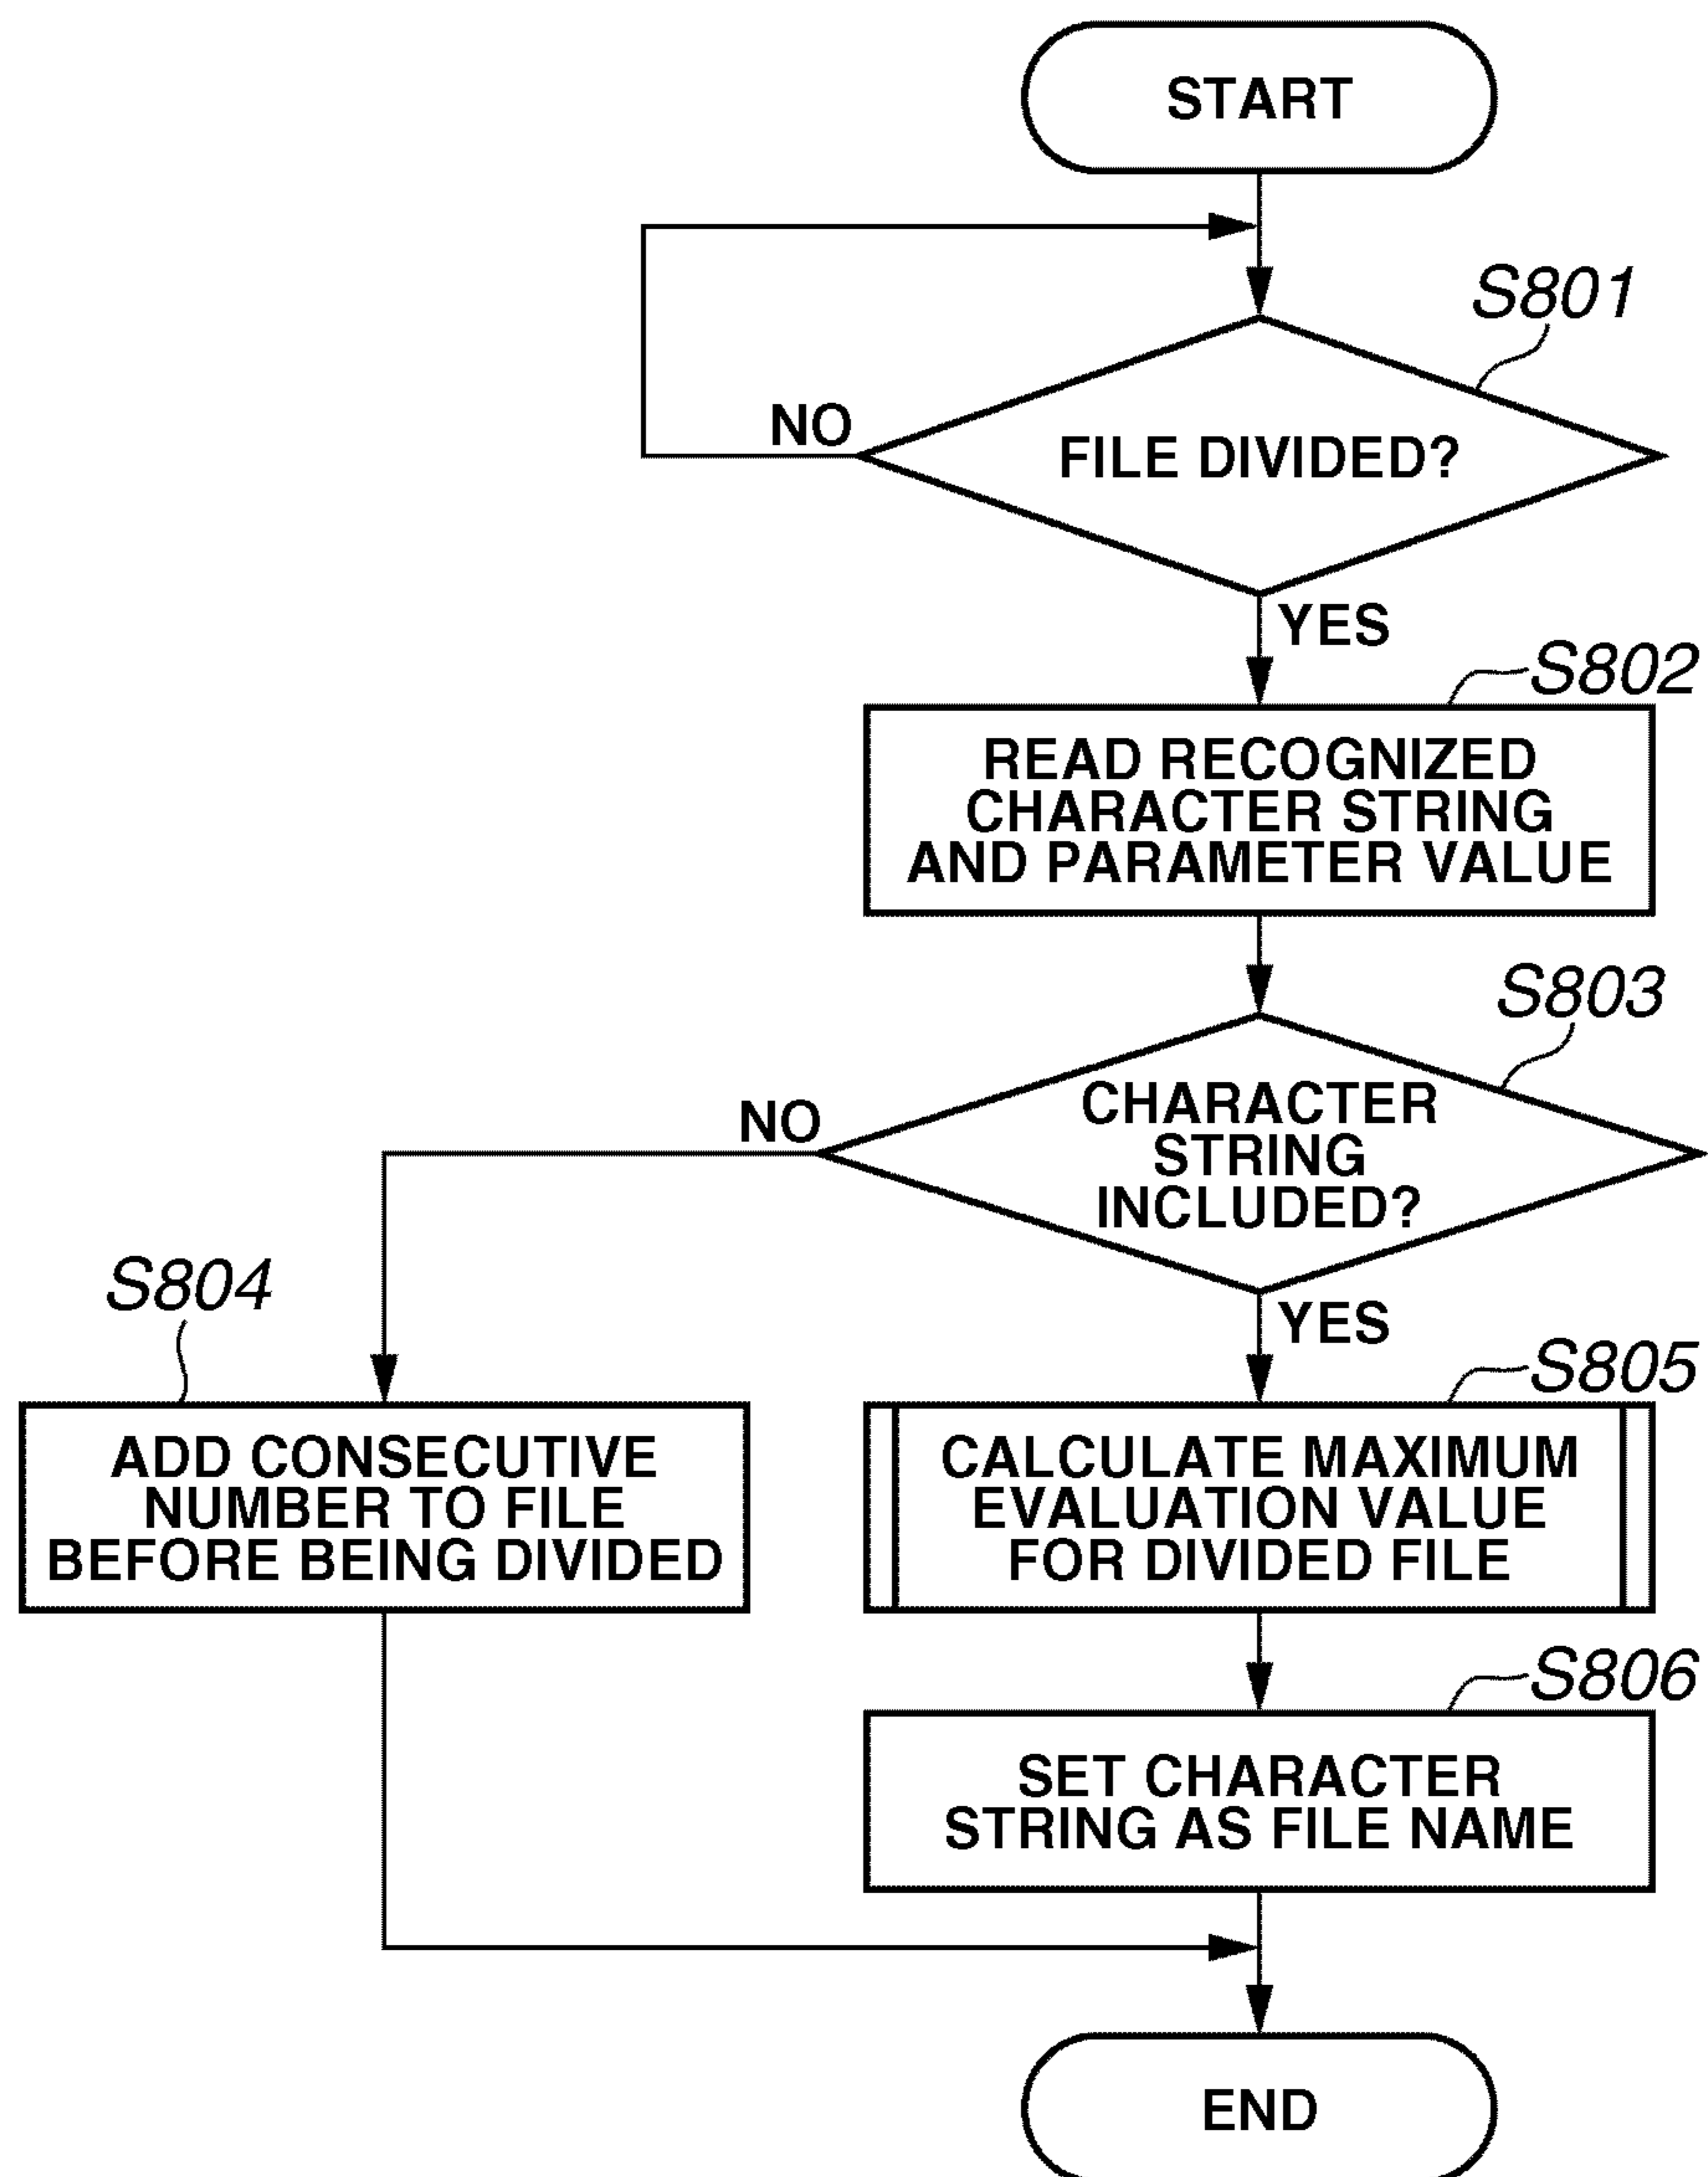 START
S801
NO
FILE DIVIDED?
YES
S802
READ RECOGNIZED
CHARACTER STRING
AND PARAMETER VALUE
S803
NO
CHARACTER
STRING
INCLUDED?
YES
S804
ADD CONSECUTIVE
NUMBER TO FILE
BEFORE BEING DIVIDED
S805
CALCULATE MAXIMUM
EVALUATION VALUE
FOR DIVIDED FILE
S806
SET CHARACTER
STRING AS FILE NAME
END